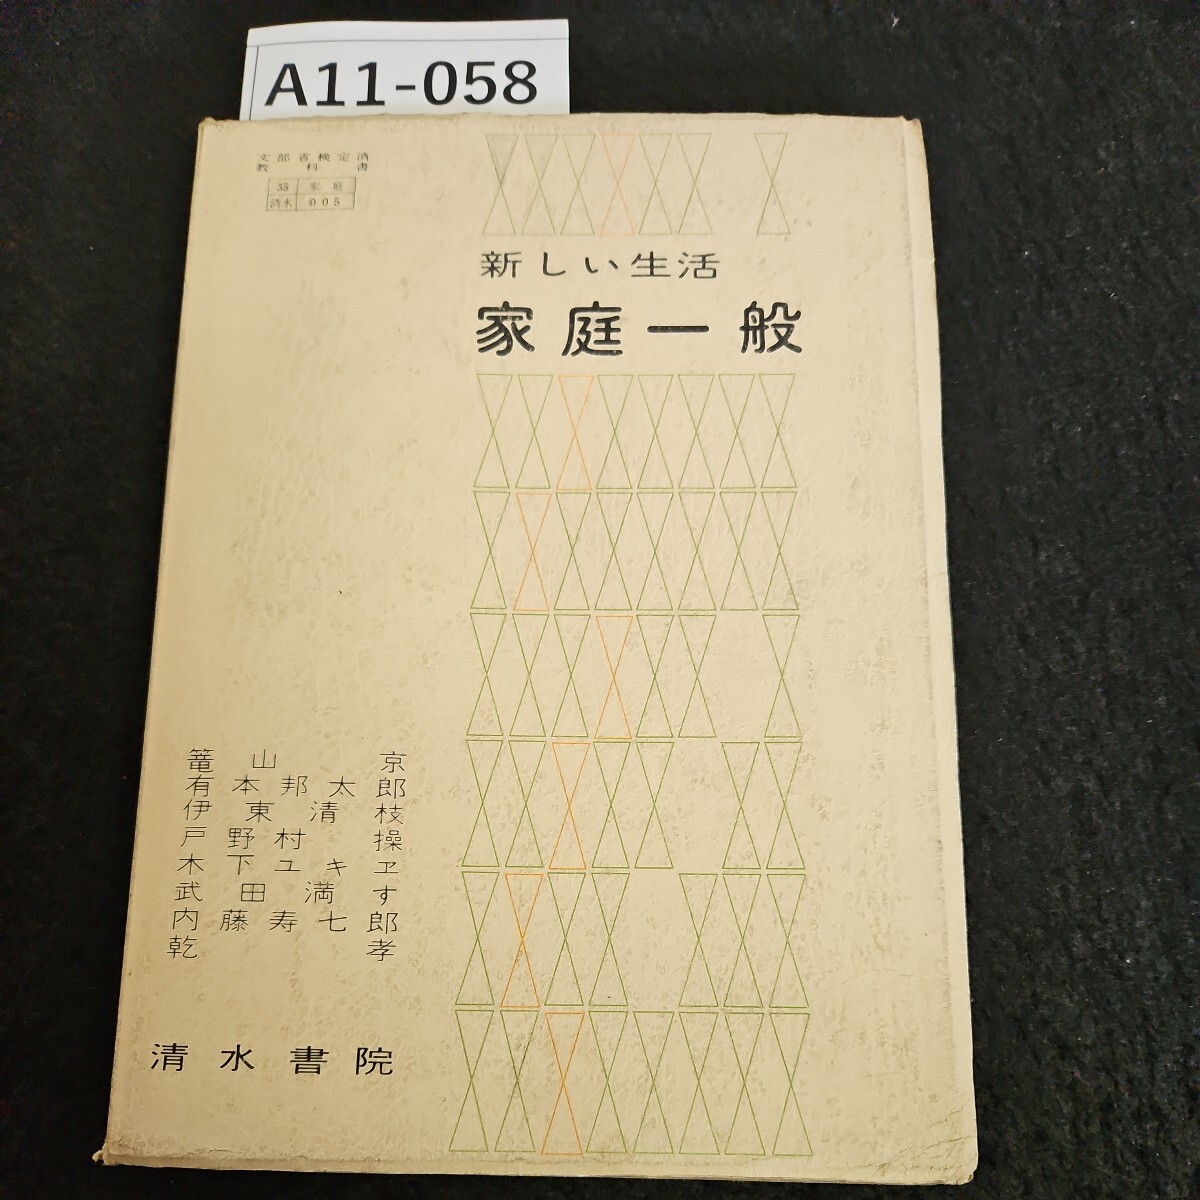 A11-058
文部省検定済
教科書
35 家庭
清水 005
新しい生活
家庭一般
篭山京
有本邦太郎
伊東清枝
戸野村操
木下ユキヱ
武田満す
内藤寿七郎
乾孝
清水書院